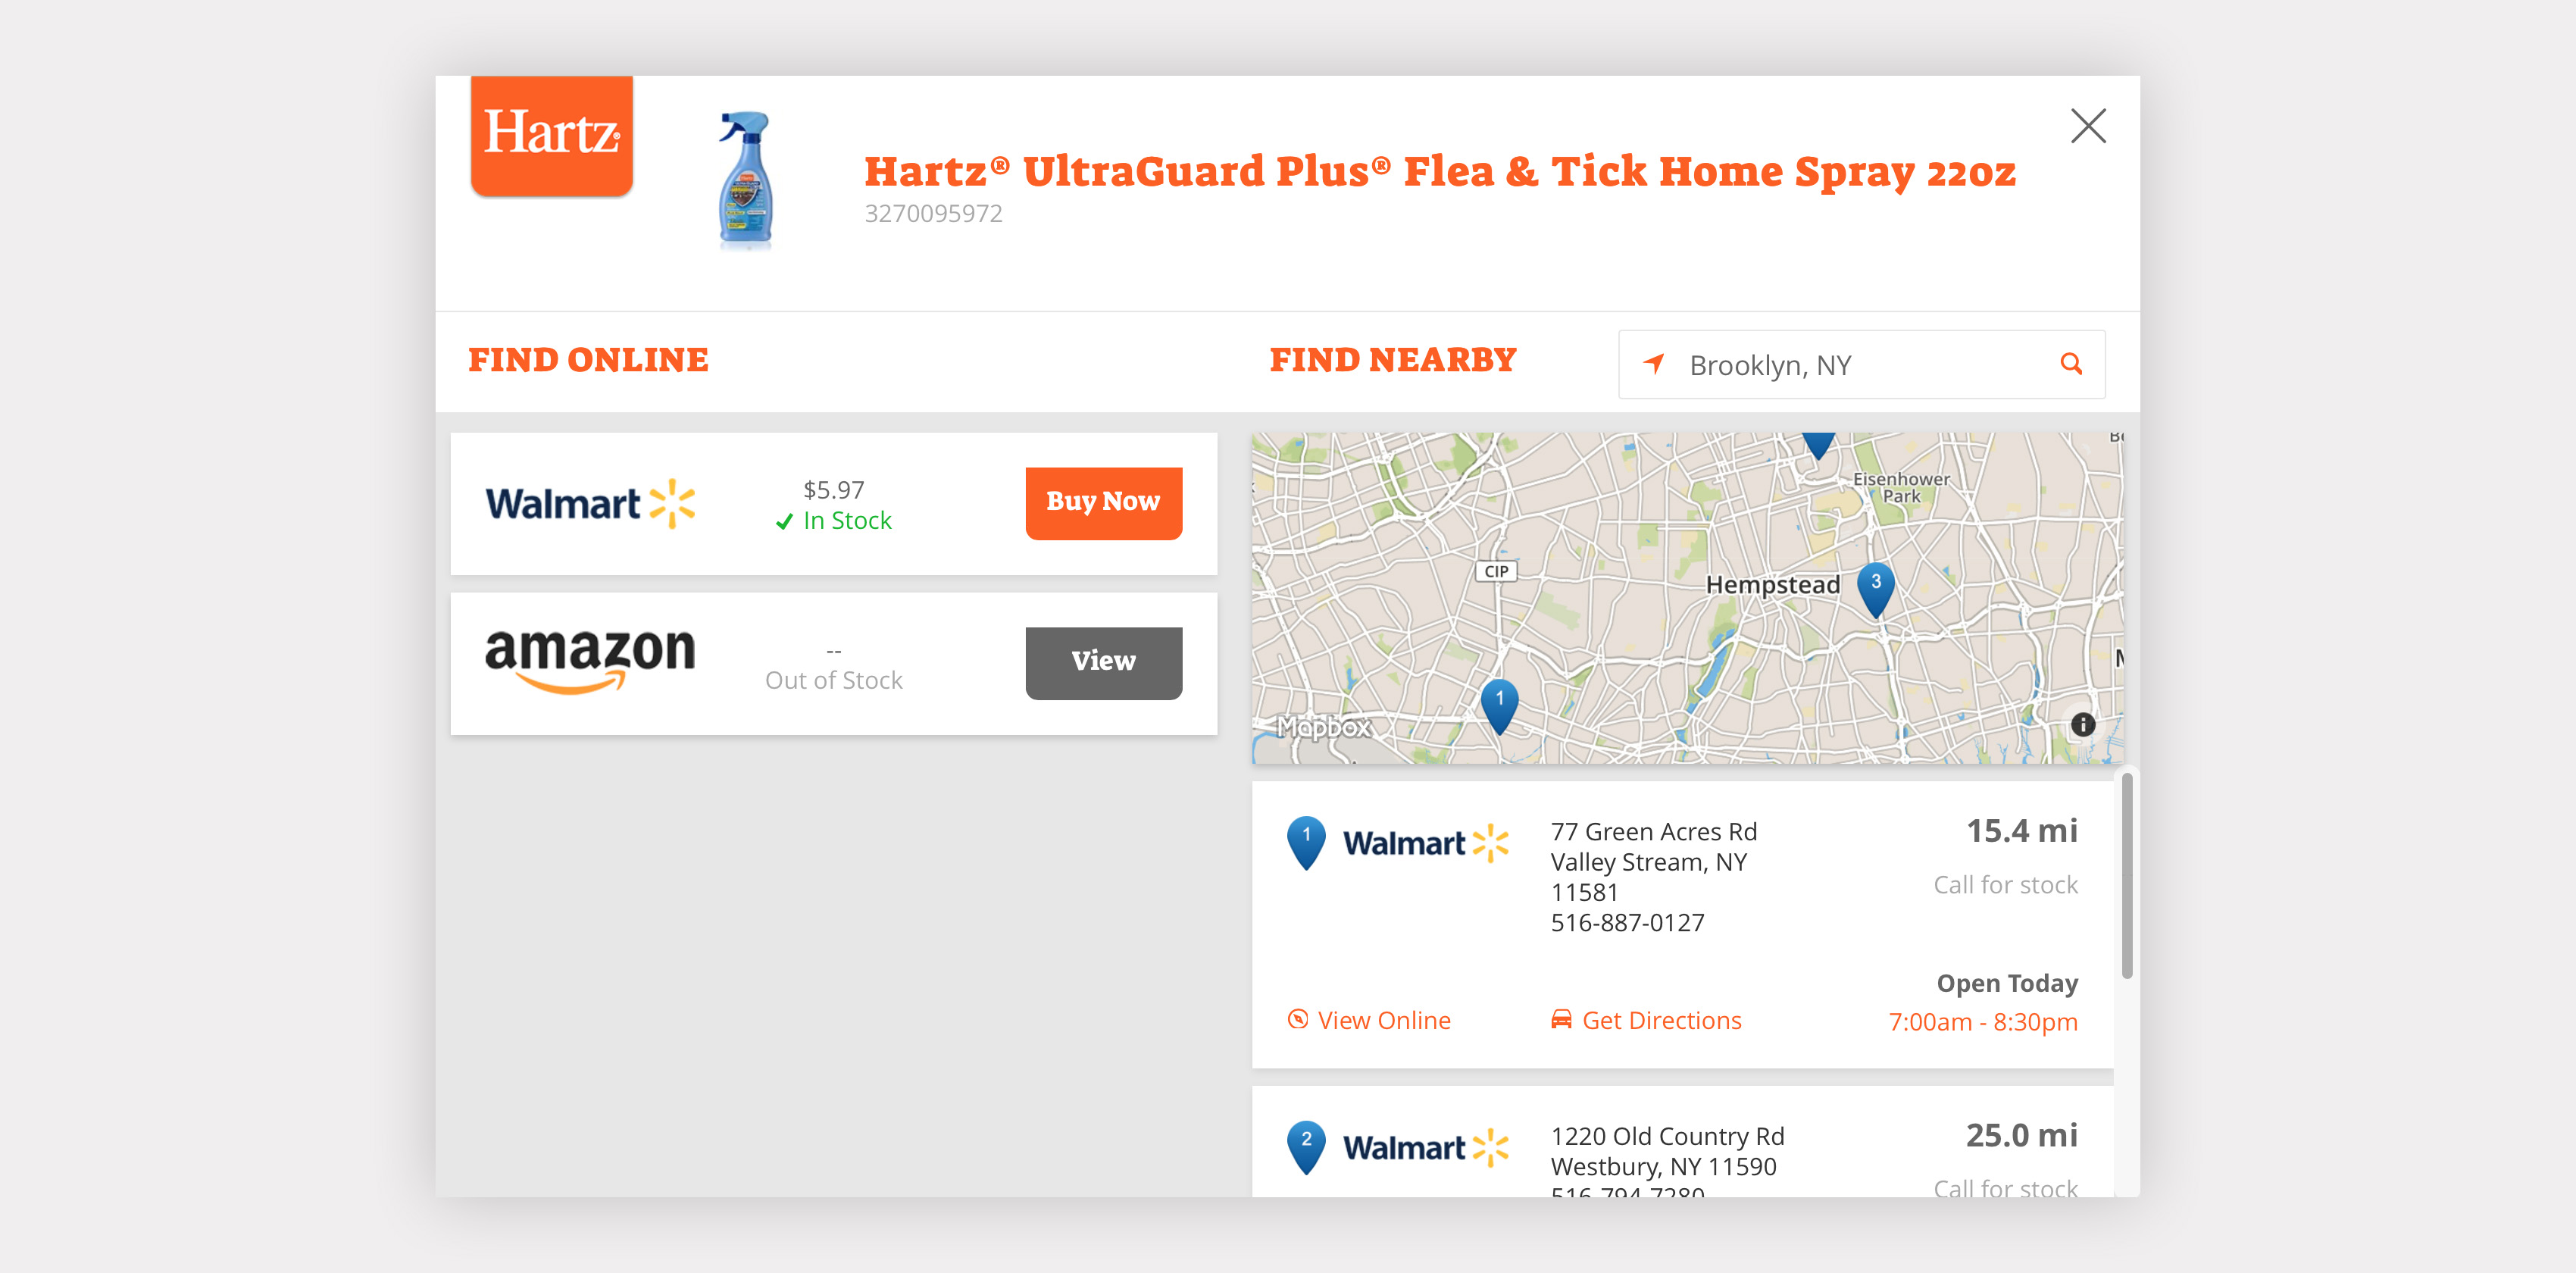 Hartz®
Hartz® UltraGuard Plus® Flea & Tick Home Spray 22oz
3270095972
FIND ONLINE
FIND NEARBY
Brooklyn, NY
Walmart
$5.97
In Stock
Buy Now
amazon
--
Out of Stock
View
Eisenhower
Park
CIP
Hempstead
3
1
Mapbox
1
Walmart
77 Green Acres Rd
Valley Stream, NY
11581
516-887-0127
15.4 mi
Call for stock
Open Today
7:00am - 8:30pm
View Online
Get Directions
2
Walmart
1220 Old Country Rd
Westbury, NY 11590
516-794-7280
25.0 mi
Call for stock